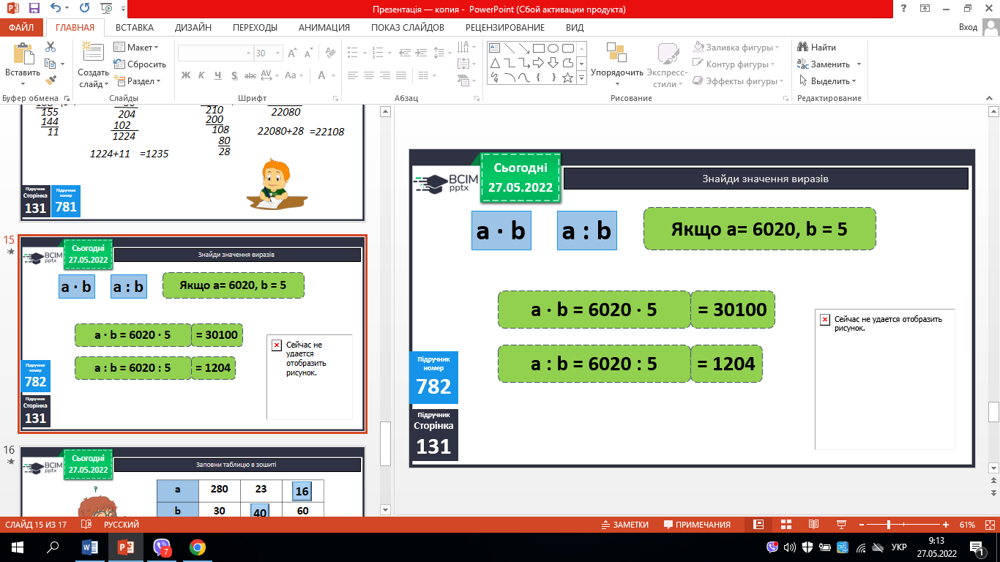 Презентація — копия - PowerPoint (Сбой активации продукта)
ФАЙЛ ГЛАВНАЯ ВСТАВКА ДИЗАЙН ПЕРЕХОДЫ АНИМАЦИЯ ПОКАЗ СЛАЙДОВ РЕЦЕНЗИРОВАНИЕ ВИД Вход
Вставить
Создать слайд
Макет
Сбросить
Раздел
30
Ж К Ч S abc AV Aa A
Упорядочить
Экспресс-стили
Заливка фигуры
Контур фигуры
Эффекты фигуры
Найти
Заменить
Выделить
Буфер обмена Слайды Шрифт Абзац Рисование Редактирование
155
144
11
204
102
1224
1224+11 =1235
210
200
108
80
28
22080
22080+28 =22108
Підручник
Сторінка
131
Підручник
номер
781
15
Сьогодні
27.05.2022
BCIM
pptx
Знайди значення виразів
a · b a : b Якщо a= 6020, b = 5
a · b = 6020 · 5 = 30100
a : b = 6020 : 5 = 1204
Сейчас не
удается
отобразить
рисунок.
Підручник
номер
782
Підручник
Сторінка
131
16
Сьогодні
27.05.2022
BCIM
pptx
Заповни таблицю в зошиті
a 280 23 16
b 30 40 60
Сьогодні
27.05.2022
BCIM
pptx
Знайди значення виразів
a · b a : b Якщо a= 6020, b = 5
a · b = 6020 · 5 = 30100
a : b = 6020 : 5 = 1204
Сейчас не удается отобразить
рисунок.
Підручник
номер
782
Підручник
Сторінка
131
СЛАЙД 15 ИЗ 17 РУССКИЙ ЗАМЕТКИ ПРИМЕЧАНИЯ 61%
7
УКР
9:13
27.05.2022
1